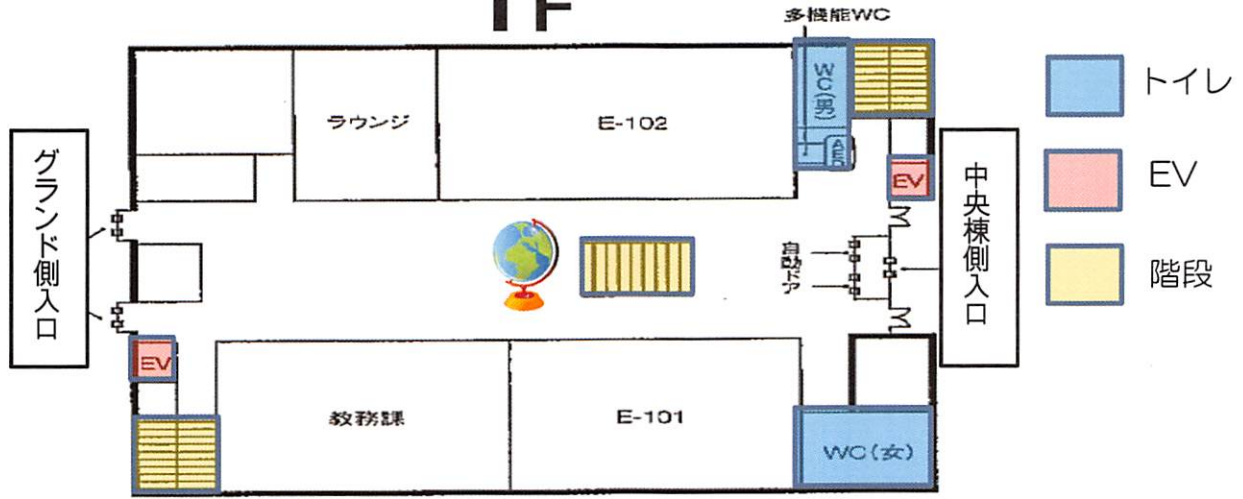 1F
多機能WC
WC(男)
AED
ラウンジ
E-102
トイレ
グランド側入口
EV
中央棟側入口
EV
自動ドア
階段
EV
教務課
E-101
WC(女)